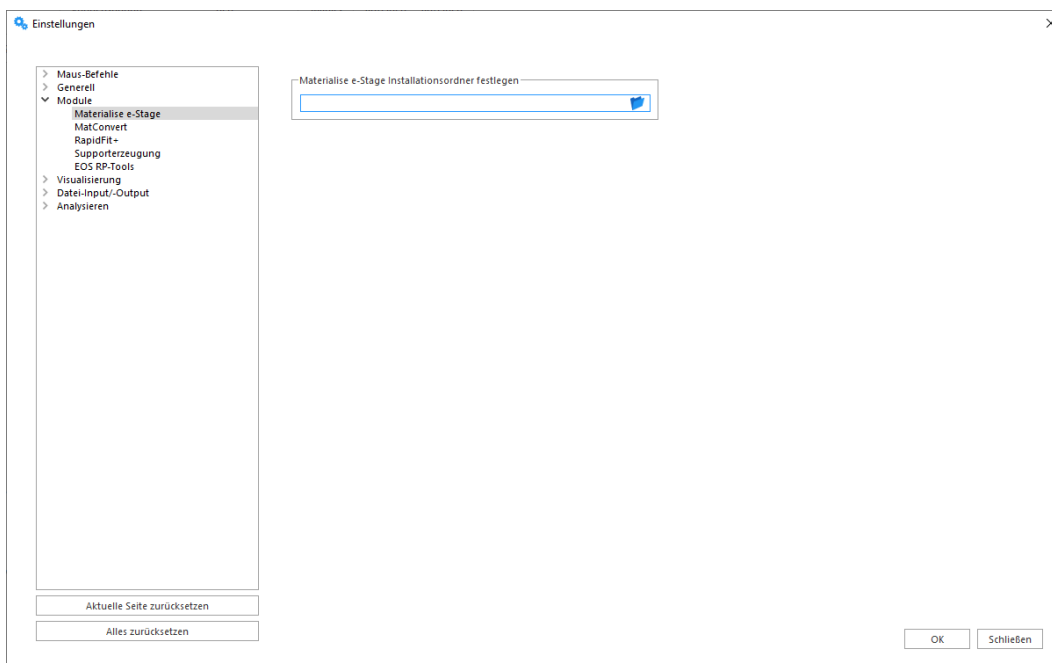 Einstellungen
Maus-Befehle
Generell
Module
Materialise e-Stage
MatConvert
RapidFit+
Supporterzeugung
EOS RP-Tools
Visualisierung
Datei-Input/-Output
Analysieren
Materialise e-Stage Installationsordner festlegen
Aktuelle Seite zurücksetzen
Alles zurücksetzen
OK
Schließen